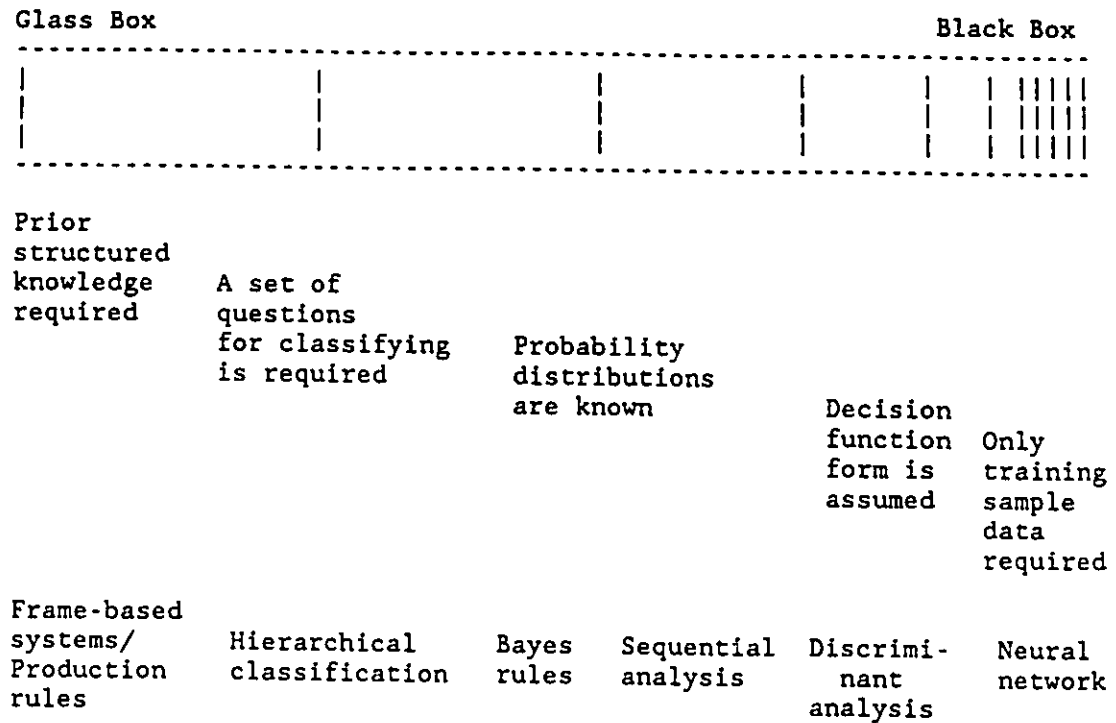 Glass Box
Black Box
Prior
structured
knowledge
required
A set of
questions
for classifying
is required
Probability
distributions
are known
Decision
function
form is
assumed
Only
training
sample
data
required
Frame-based
systems/
Production
rules
Hierarchical
classification
Bayes
rules
Sequential
analysis
Discrimi-
nant
analysis
Neural
network